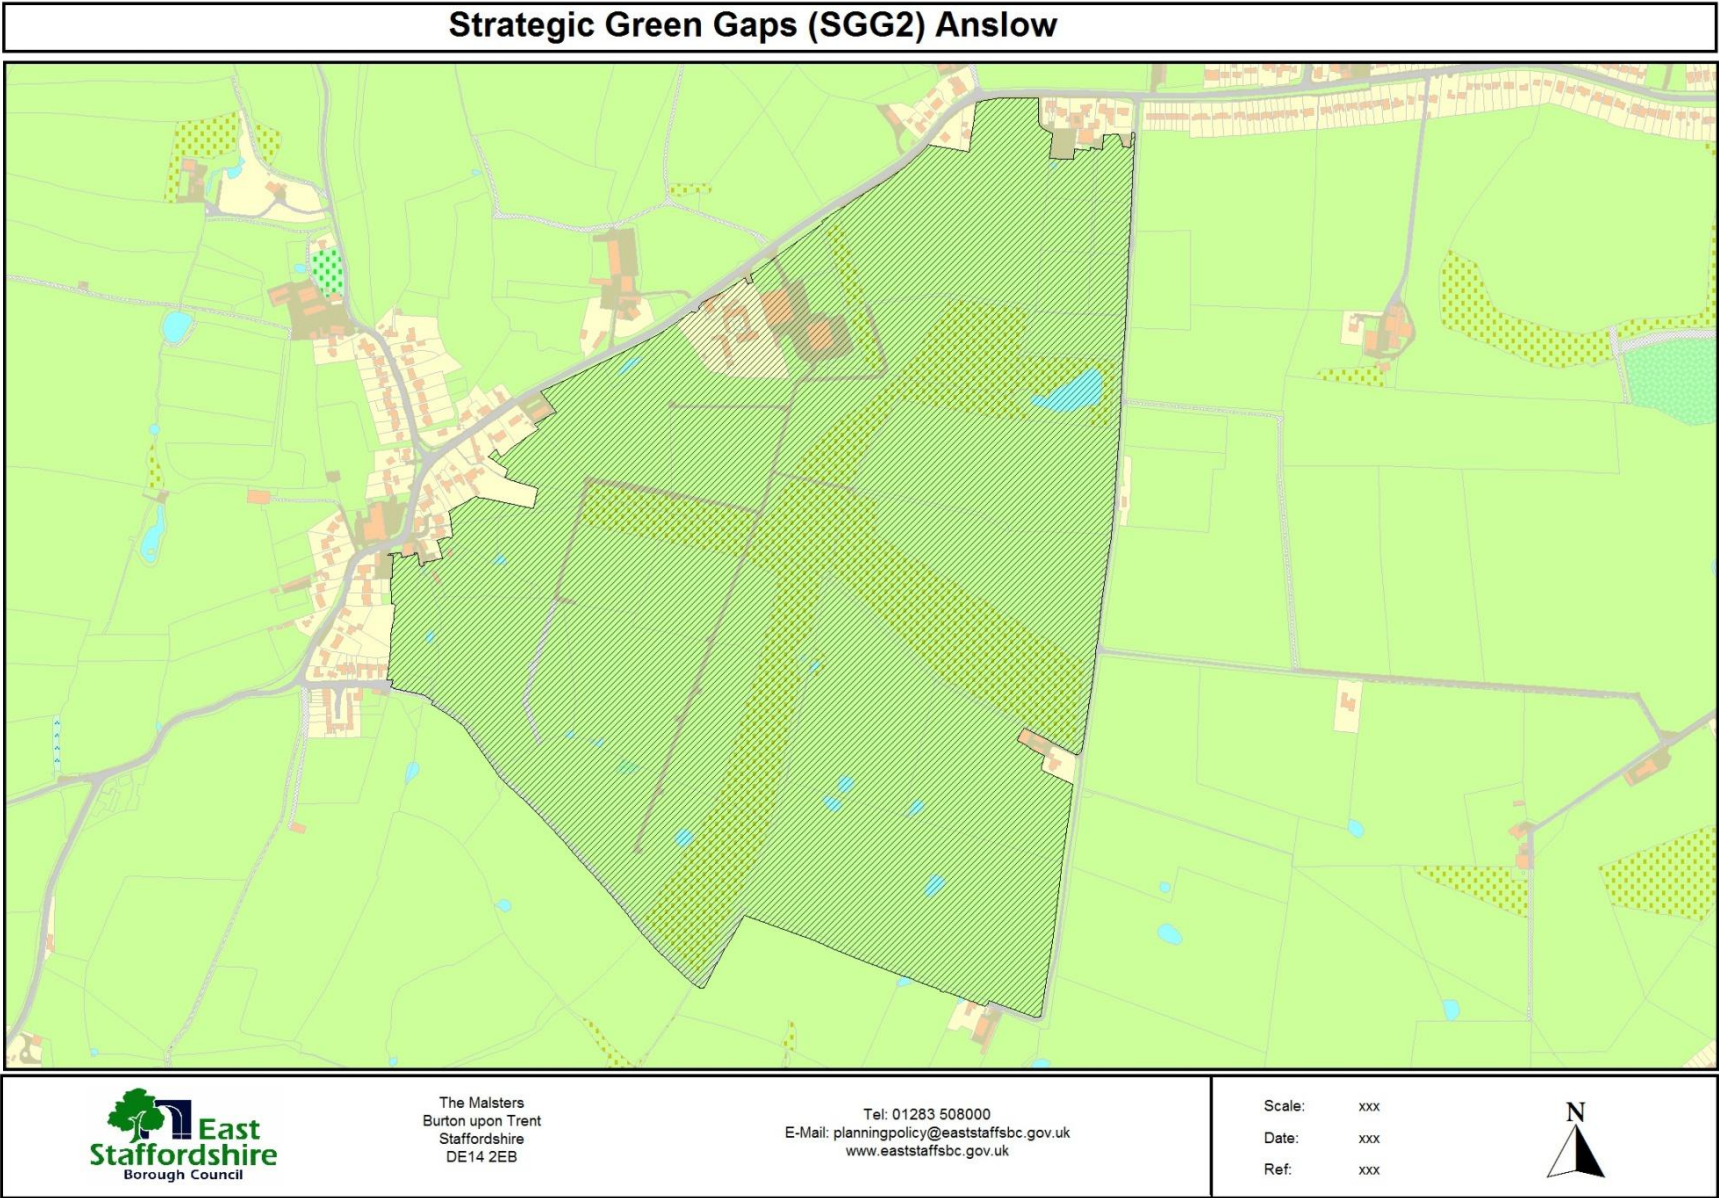 Strategic Green Gaps (SGG2) Anslow
East
Staffordshire
Borough Council
The Malsters
Burton upon Trent
Staffordshire
DE14 2EB
Tel: 01283 508000
E-Mail: planningpolicy@eaststaffsbc.gov.uk
www.eaststaffsbc.gov.uk
Scale: xxx
Date: xxx
Ref: xxx
N